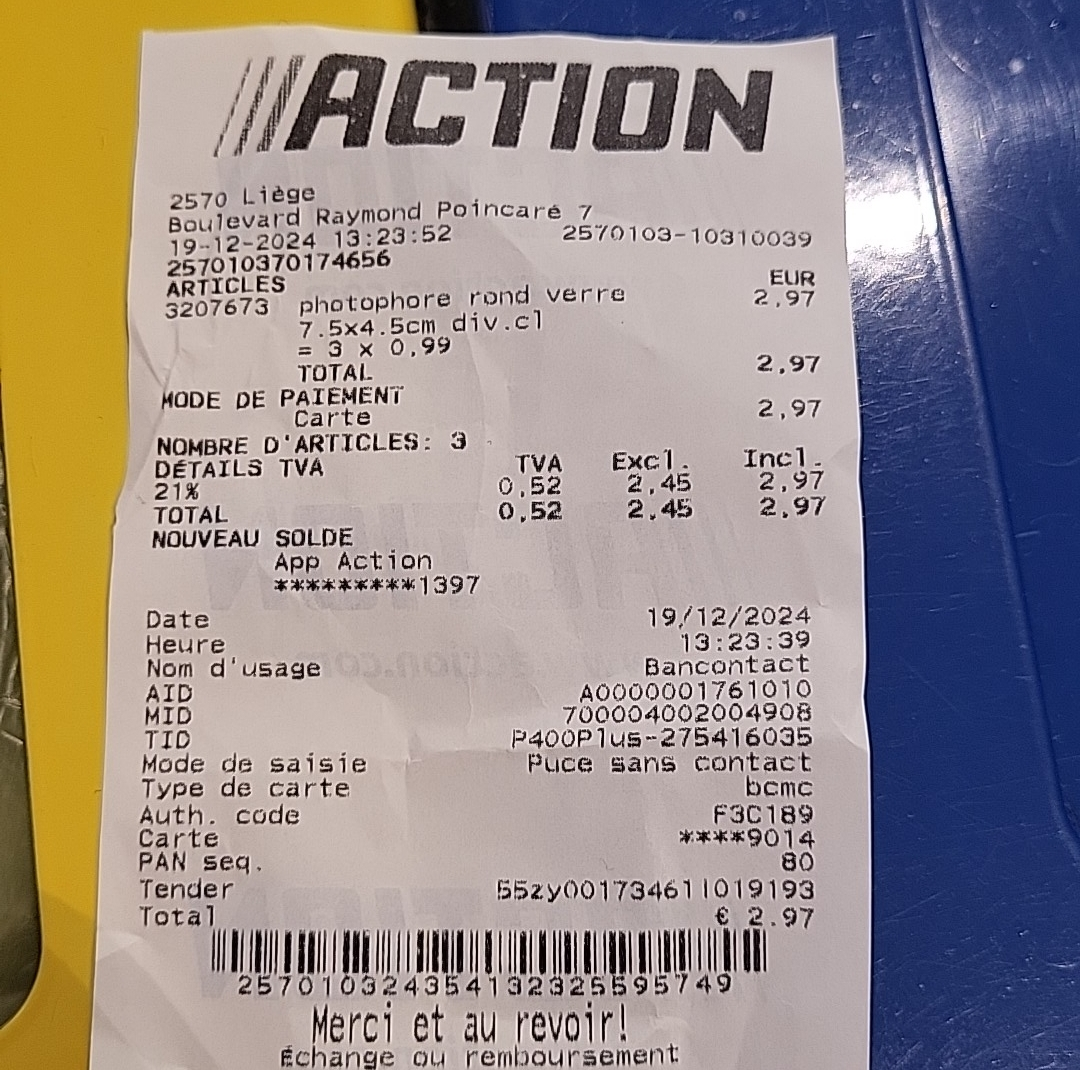 ACTION
2570 Liège
Boulevard Raymond Poincaré 7
19-12-2024 13:23:52 2570103-10310039
257010370174656
ARTICLES EUR
3207673 photophore rond verre 2,97
7.5x4.5cm div.cl
= 3 x 0,99
TOTAL 2,97
MODE DE PAIEMENT
Carte 2,97
NOMBRE D'ARTICLES: 3
DÉTAILS TVA TVA Excl. Incl.
21% 0,52 2,45 2,97
TOTAL 0,52 2,45 2,97
NOUVEAU SOLDE
App Action
*********1397
Date 19/12/2024
Heure 13:23:39
Nom d'usage Bancontact
AID A0000001761010
MID 700004002004908
TID P400Plus-275416035
Mode de saisie Puce sans contact
Type de carte bcmc
Auth. code F3C189
Carte ****9014
PAN seq. 80
Tender 55zy001734611019193
Total € 2.97
257010324354132325595749
Merci et au revoir!
Échange ou remboursement